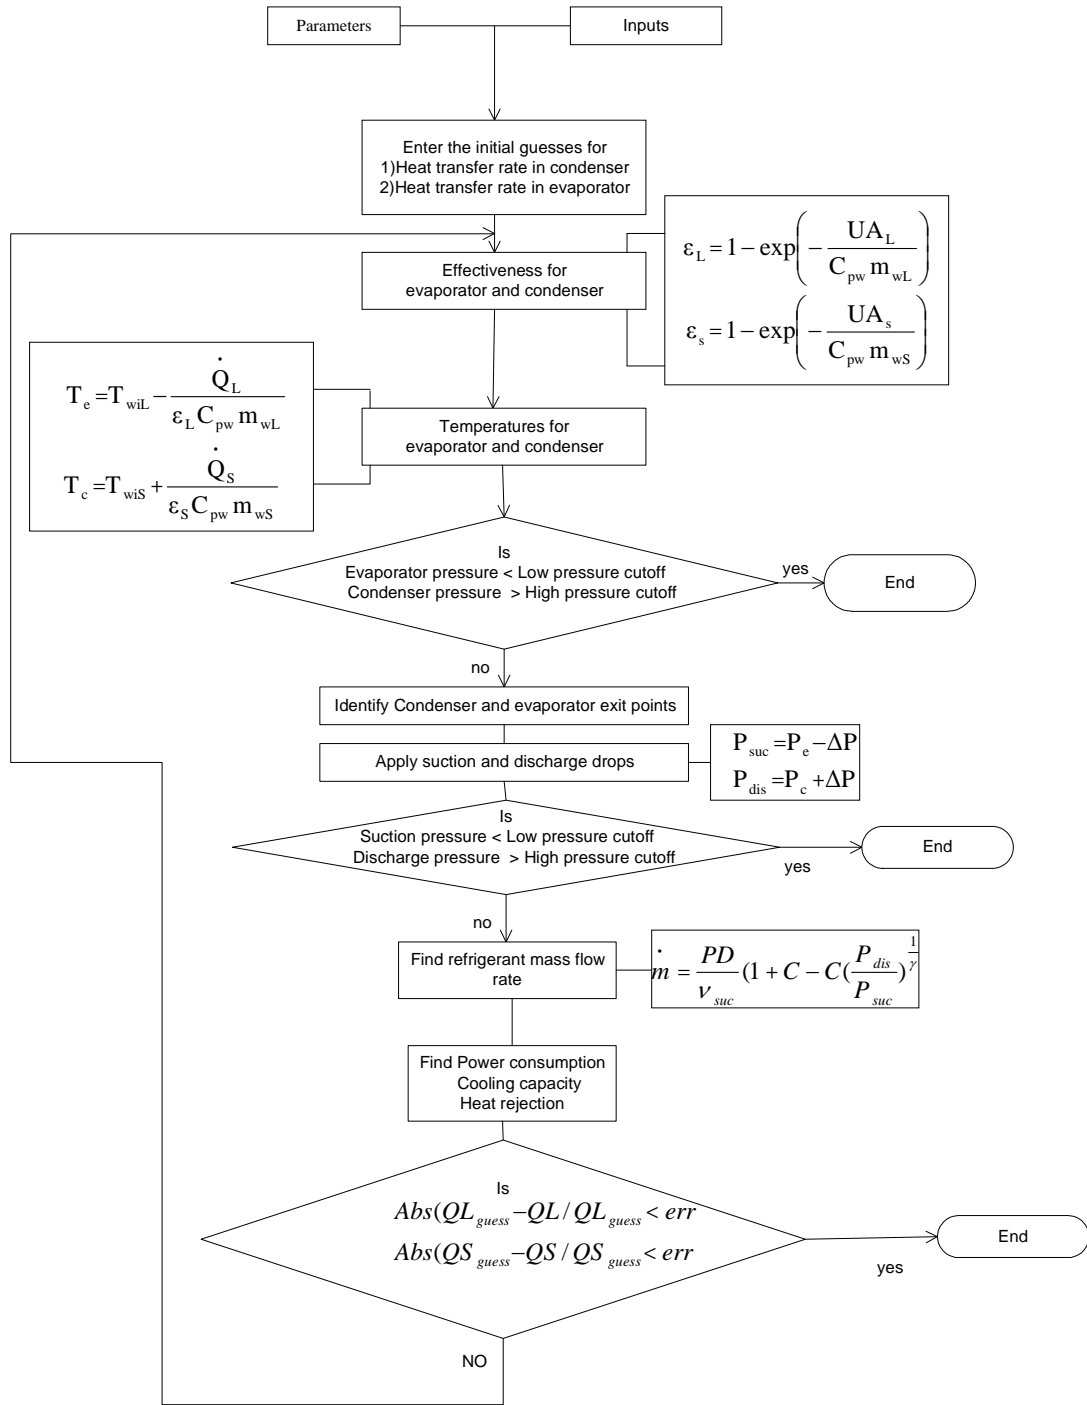 Parameters
Inputs
Enter the initial guesses for
1)Heat transfer rate in condenser
2)Heat transfer rate in evaporator
Effectiveness for
evaporator and condenser
ε_L = 1 − exp(− UA_L / C_pw m_wL)
ε_s = 1 − exp(− UA_s / C_pw m_wS)
T_e = T_wiL − Q̇_L / ε_L C_pw m_wL
T_c = T_wiS + Q̇_S / ε_S C_pw m_wS
Temperatures for
evaporator and condenser
Is
Evaporator pressure < Low pressure cutoff
Condenser pressure > High pressure cutoff
yes
End
no
Identify Condenser and evaporator exit points
Apply suction and discharge drops
P_suc = P_e − ΔP
P_dis = P_c + ΔP
Is
Suction pressure < Low pressure cutoff
Discharge pressure > High pressure cutoff
yes
End
no
Find refrigerant mass flow
rate
ṁ = PD / ν_suc (1 + C − C(P_dis / P_suc)^(1/γ)
Find Power consumption
Cooling capacity
Heat rejection
Is
Abs(QL_guess − QL / QL_guess < err
Abs(QS_guess − QS / QS_guess < err
yes
End
NO